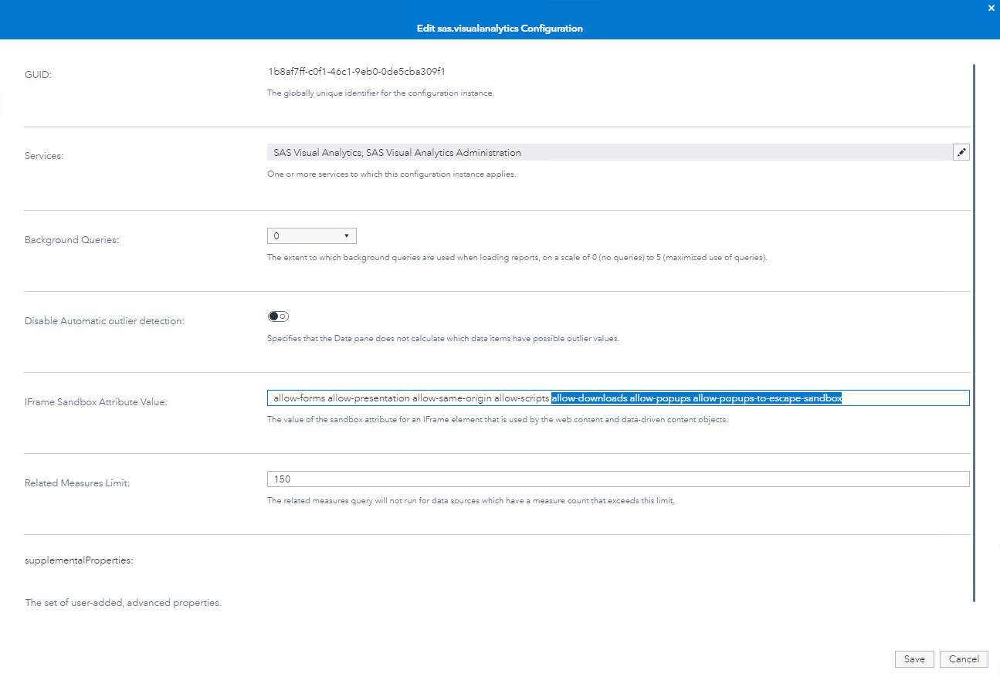 Edit sas.visualanalytics Configuration
GUID:
1b8af7ff-c0f1-46c1-9eb0-0de5cba309f1
The globally unique identifier for the configuration instance.
Services:
SAS Visual Analytics, SAS Visual Analytics Administration
One or more services to which this configuration instance applies.
Background Queries:
0
The extent to which background queries are used when loading reports, on a scale of 0 (no queries) to 5 (maximized use of queries).
Disable Automatic outlier detection:
Specifies that the Data pane does not calculate which data items have possible outlier values.
IFrame Sandbox Attribute Value:
allow-forms allow-presentation allow-same-origin allow-scripts allow-downloads allow-popups allow-popups-to-escape-sandbox
The value of the sandbox attribute for an IFrame element that is used by the web content and data-driven content objects.
Related Measures Limit:
150
The related measures query will not run for data sources which have a measure count that exceeds this limit.
supplementalProperties:
The set of user-added, advanced properties.
Save Cancel